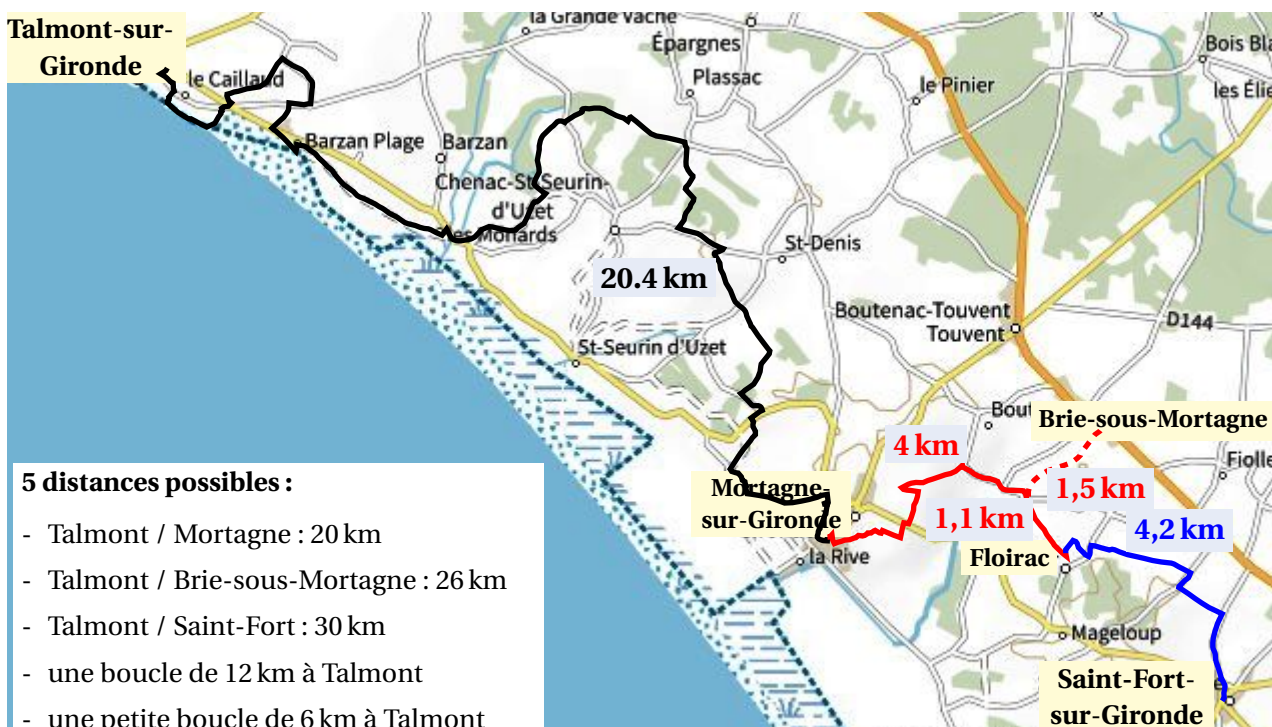 la Grande Vache
Talmont-sur-
Gironde
Épargnes
Bois Bla
Plassac
le Caillaud
le Pinier
les Élie
Barzan Plage
Barzan
Chenac-St-Seurin-
d'Uzet
es Monards
St-Denis
20.4 km
Boutenac-Touvent
Touvent
D144
St-Seurin d'Uzet
Bout
Brie-sous-Mortagne
4 km
Fiolle
1,5 km
Mortagne-
sur-Gironde
1,1 km
4,2 km
la Rive
Floirac
Mageloup
Saint-Fort-
sur-Gironde
5 distances possibles :
- Talmont / Mortagne : 20 km
- Talmont / Brie-sous-Mortagne : 26 km
- Talmont / Saint-Fort : 30 km
- une boucle de 12 km à Talmont
- une petite boucle de 6 km à Talmont